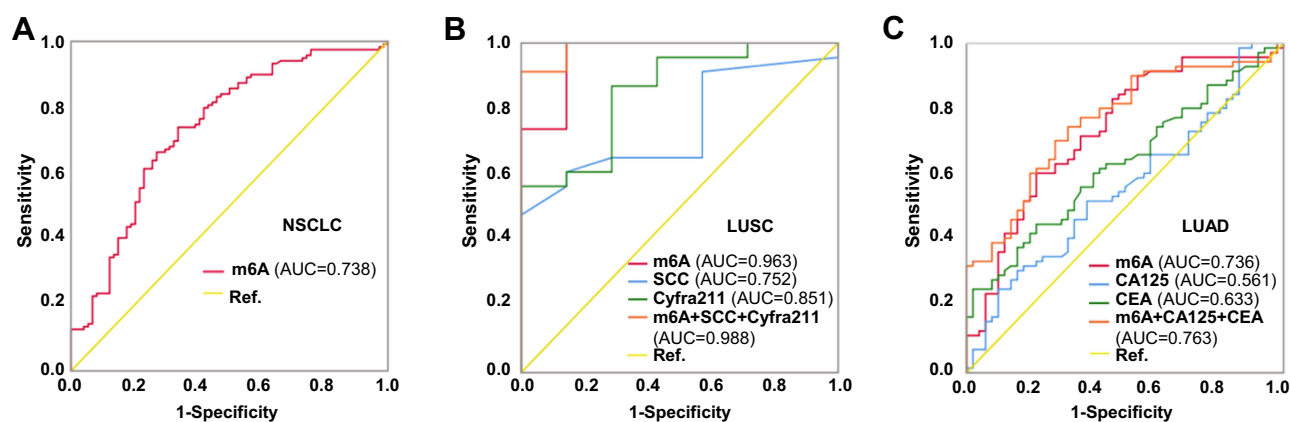 A
1.0
0.8
0.6
0.4
0.2
0.0
Sensitivity
NSCLC
m6A (AUC=0.738)
Ref.
0.0 0.2 0.4 0.6 0.8 1.0
1-Specificity
B
1.0
0.8
0.6
0.4
0.2
0.0
Sensitivity
LUSC
m6A (AUC=0.963)
SCC (AUC=0.752)
Cyfra211 (AUC=0.851)
m6A+SCC+Cyfra211
(AUC=0.988)
Ref.
0.0 0.2 0.4 0.6 0.8 1.0
1-Specificity
C
1.0
0.8
0.6
0.4
0.2
0.0
Sensitivity
LUAD
m6A (AUC=0.736)
CA125 (AUC=0.561)
CEA (AUC=0.633)
m6A+CA125+CEA
(AUC=0.763)
Ref.
0.0 0.2 0.4 0.6 0.8 1.0
1-Specificity